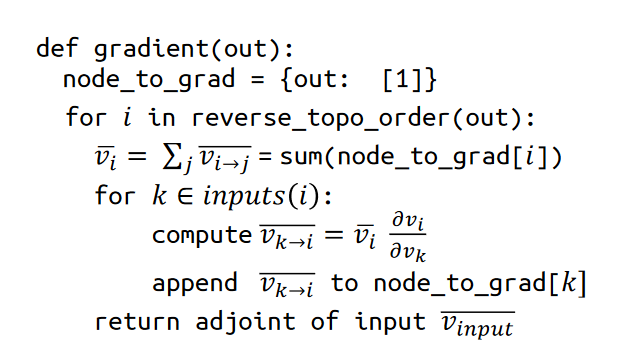 def gradient(out):
node_to_grad = {out: [1]}
for 𝑖 in reverse_topo_order(out):
$\overline{v_i} = \sum_j \overline{v_{i \to j}}$ = sum(node_to_grad[𝑖])
for 𝑘 ∈ 𝑖𝑛𝑝𝑢𝑡𝑠(𝑖):
compute $\overline{v_{k \to i}} = \overline{v_i} \frac{\partial v_i}{\partial v_k}$
append $\overline{v_{k \to i}}$ to node_to_grad[𝑘]
return adjoint of input $\overline{v_{input}}$